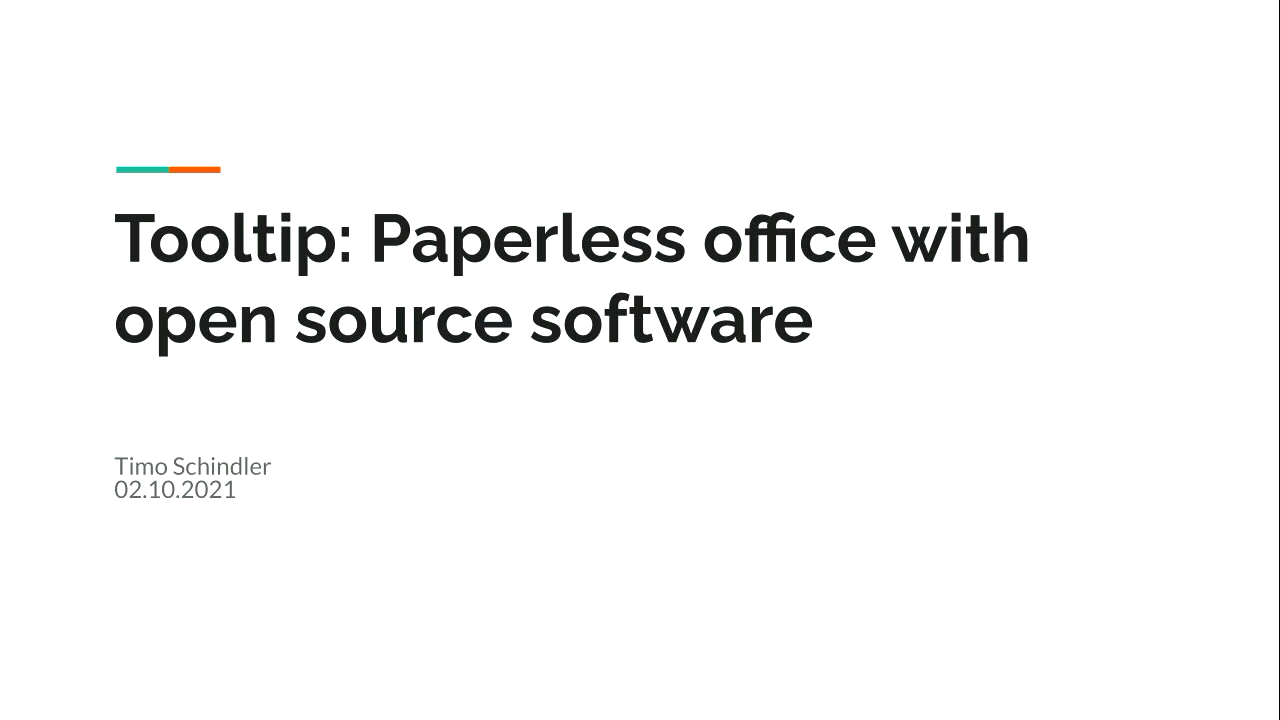 Tooltip: Paperless office with
open source software
Timo Schindler
02.10.2021